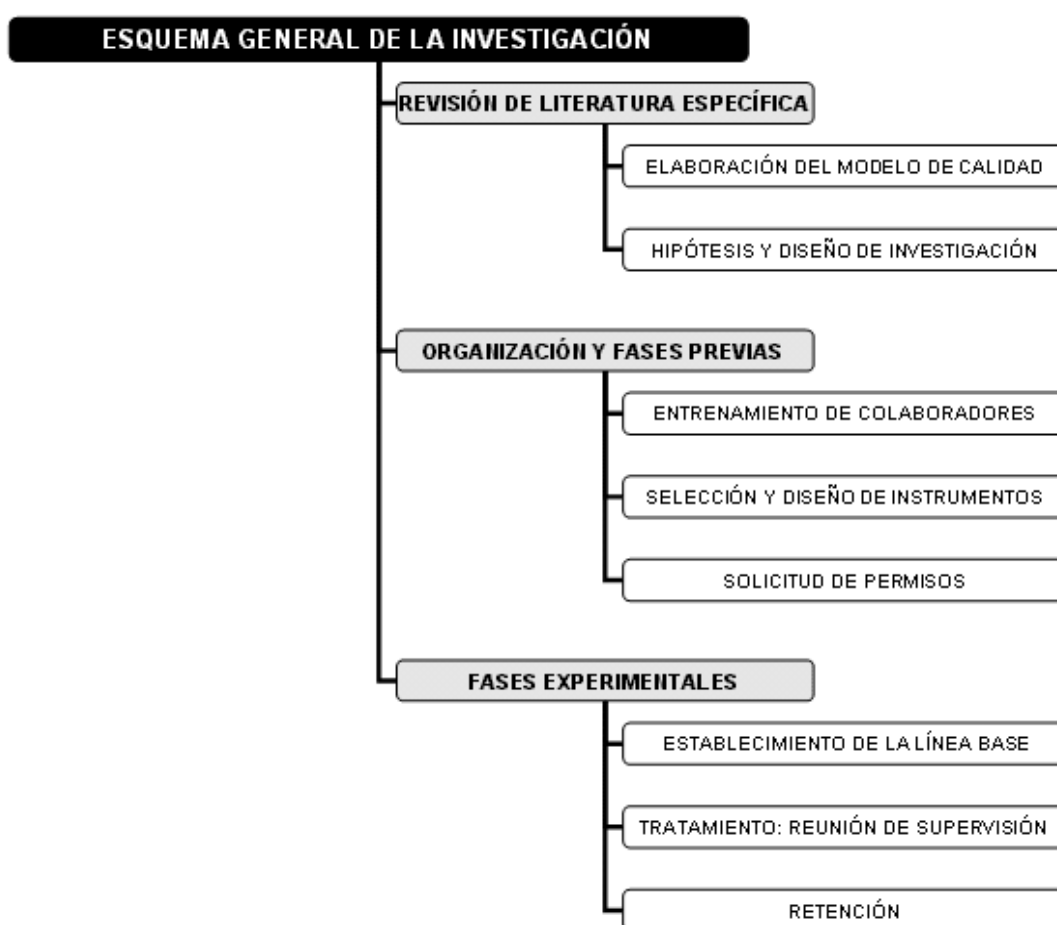 ESQUEMA GENERAL DE LA INVESTIGACIÓN
REVISIÓN DE LITERATURA ESPECÍFICA
ELABORACIÓN DEL MODELO DE CALIDAD
HIPÓTESIS Y DISEÑO DE INVESTIGACIÓN
ORGANIZACIÓN Y FASES PREVIAS
ENTRENAMIENTO DE COLABORADORES
SELECCIÓN Y DISEÑO DE INSTRUMENTOS
SOLICITUD DE PERMISOS
FASES EXPERIMENTALES
ESTABLECIMIENTO DE LA LÍNEA BASE
TRATAMIENTO: REUNIÓN DE SUPERVISIÓN
RETENCIÓN